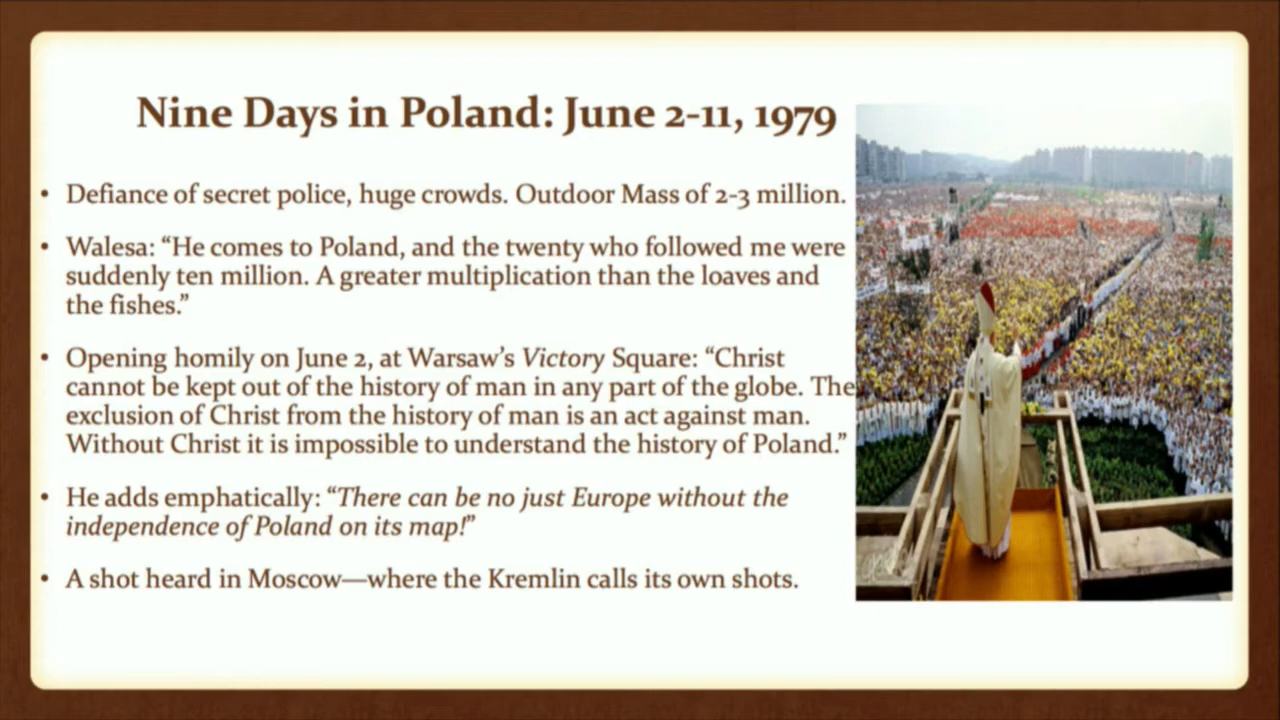 Nine Days in Poland: June 2-11, 1979
• Defiance of secret police, huge crowds. Outdoor Mass of 2-3 million.
• Walesa: “He comes to Poland, and the twenty who followed me were
suddenly ten million. A greater multiplication than the loaves and
the fishes.”
• Opening homily on June 2, at Warsaw’s Victory Square: “Christ
cannot be kept out of the history of man in any part of the globe. The
exclusion of Christ from the history of man is an act against man.
Without Christ it is impossible to understand the history of Poland.”
• He adds emphatically: “There can be no just Europe without the
independence of Poland on its map!”
• A shot heard in Moscow—where the Kremlin calls its own shots.